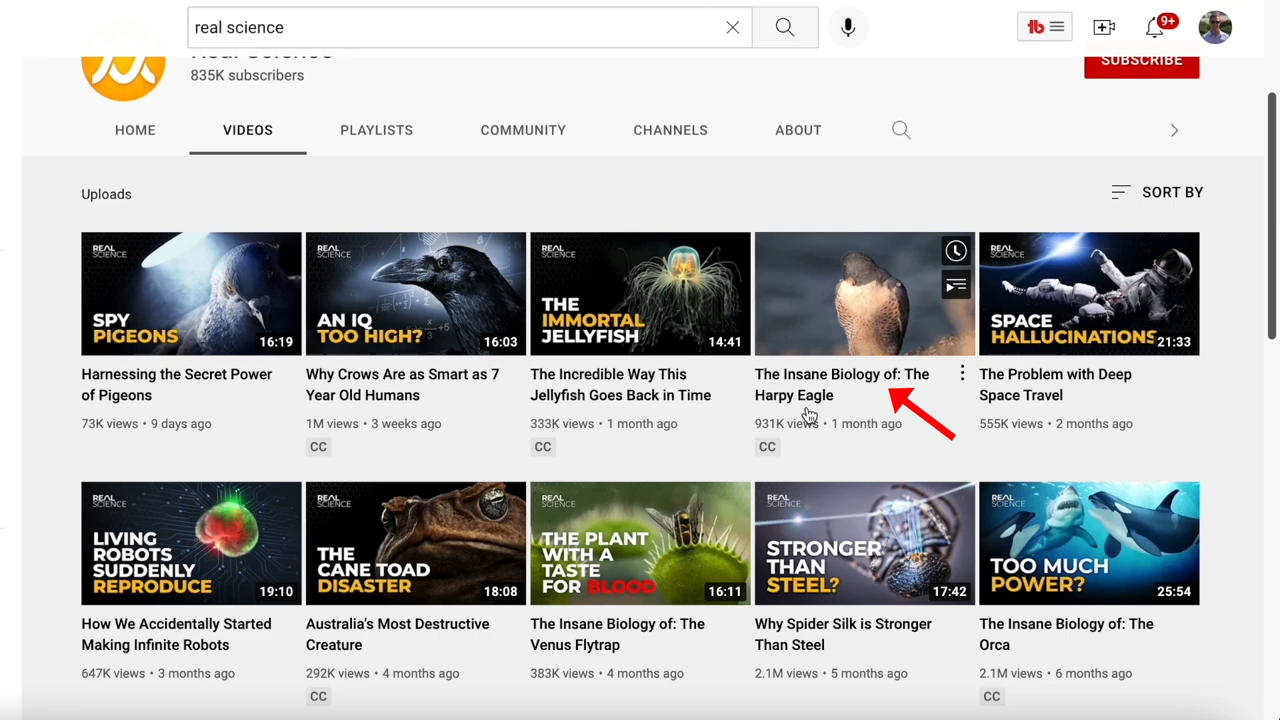 real science
9+
Real Science
835K subscribers
SUBSCRIBE
HOME
VIDEOS
PLAYLISTS
COMMUNITY
CHANNELS
ABOUT
Uploads
SORT BY
REAL
SCIENCE
SPY
PIGEONS
16:19
REAL
SCIENCE
AN IQ
TOO HIGH?
16:03
REAL
SCIENCE
THE
IMMORTAL
JELLYFISH
14:41
REAL
SCIENCE
SPACE
HALLUCINATIONS
21:33
Harnessing the Secret Power
of Pigeons
73K views • 9 days ago
Why Crows Are as Smart as 7
Year Old Humans
1M views • 3 weeks ago
CC
The Incredible Way This
Jellyfish Goes Back in Time
333K views • 1 month ago
CC
The Insane Biology of: The
Harpy Eagle
931K views • 1 month ago
CC
The Problem with Deep
Space Travel
555K views • 2 months ago
REAL
SCIENCE
LIVING
ROBOTS
SUDDENLY
REPRODUCE
19:10
REAL
SCIENCE
THE
CANE TOAD
DISASTER
18:08
REAL
SCIENCE
THE PLANT
WITH A
TASTE
FOR BLOOD
16:11
REAL
SCIENCE
STRONGER
THAN
STEEL?
17:42
REAL
SCIENCE
TOO MUCH
POWER?
25:54
How We Accidentally Started
Making Infinite Robots
647K views • 3 months ago
Australia's Most Destructive
Creature
292K views • 4 months ago
CC
The Insane Biology of: The
Venus Flytrap
383K views • 4 months ago
Why Spider Silk is Stronger
Than Steel
2.1M views • 5 months ago
The Insane Biology of: The
Orca
2.1M views • 6 months ago
CC